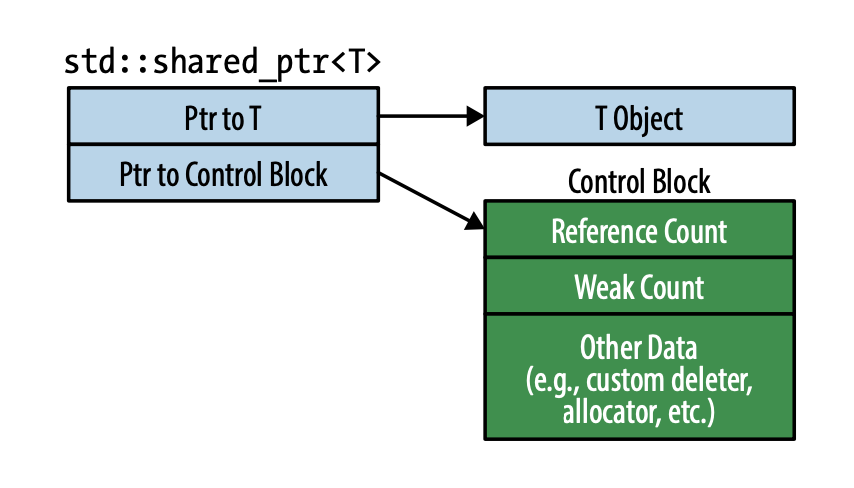 std::shared_ptr<T>
Ptr to T
T Object
Ptr to Control Block
Control Block
Reference Count
Weak Count
Other Data
(e.g., custom deleter,
allocator, etc.)